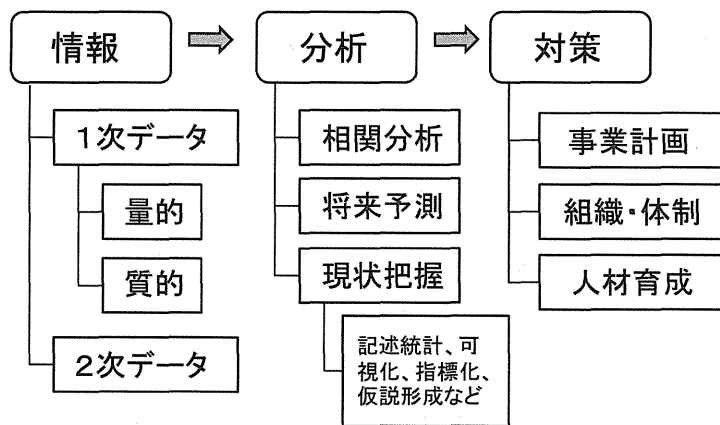 情報
分析
対策
1次データ
量的
質的
2次データ
相関分析
将来予測
現状把握
記述統計、可
視化、指標化、
仮説形成など
事業計画
組織・体制
人材育成